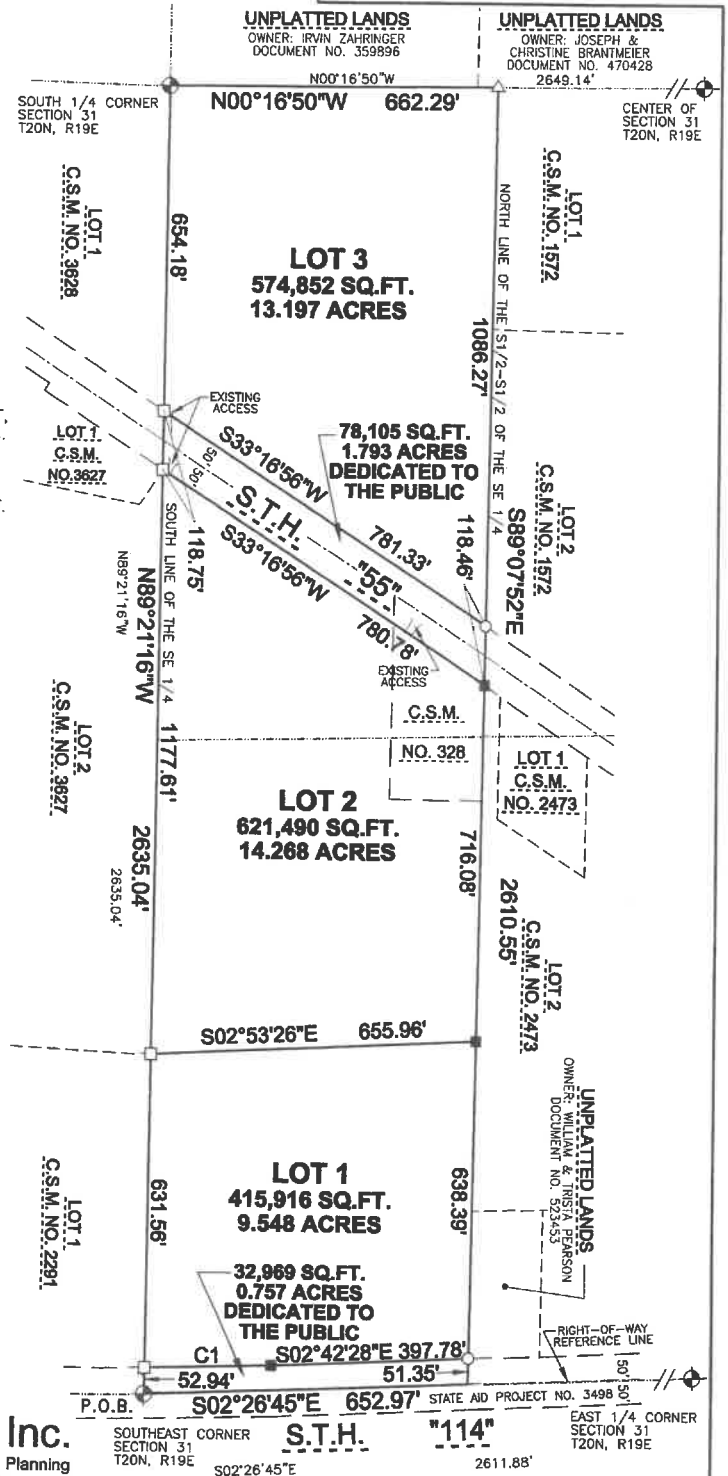 UNPLATTED LANDS
OWNER: IRVIN ZAHRINGER
DOCUMENT NO. 359896
UNPLATTED LANDS
OWNER: JOSEPH &
CHRISTINE BRANTMEIER
DOCUMENT NO. 470428
N00°16'50"W
2649.14'
SOUTH 1/4 CORNER
SECTION 31
T20N, R19E
N00°16'50"W 662.29'
CENTER OF
SECTION 31
T20N, R19E
LOT 1
C.S.M. NO. 3628
654.18'
LOT 3
574,852 SQ.FT.
13.197 ACRES
NORTH LINE OF THE S1/2-S1/2 OF THE SE 1/4
1086.27'
LOT 1
C.S.M. NO. 1572
EXISTING
ACCESS
LOT 1
C.S.M.
NO.3627
S33°16'56"W
781.33'
50'
50'
78,105 SQ.FT.
1.793 ACRES
DEDICATED TO
THE PUBLIC
S.T.H. "55"
118.46'
S89°07'52"E
LOT 2
C.S.M. NO. 1572
118.75'
S33°16'56"W
780.78'
SOUTH LINE OF THE SE 1/4
N89°21'16"W
N89°21'16"W
EXISTING
ACCESS
C.S.M.
NO. 328
LOT 1
C.S.M.
NO. 2473
LOT 2
C.S.M. NO. 3627
1177.61'
LOT 2
621,490 SQ.FT.
14.268 ACRES
716.08'
2635.04'
2635.04'
2610.55'
LOT 2
C.S.M. NO. 2473
S02°53'26"E 655.96'
UNPLATTED LANDS
OWNER: WILLIAM & TRISTA PEARSON
DOCUMENT NO. 523453
LOT 1
C.S.M. NO. 2291
631.56'
LOT 1
415,916 SQ.FT.
9.548 ACRES
638.39'
32,969 SQ.FT.
0.757 ACRES
DEDICATED TO
THE PUBLIC
RIGHT-OF-WAY
REFERENCE LINE
C1
S02°42'28"E 397.78'
52.94'
51.35'
50'
50'
P.O.B.
S02°26'45"E 652.97'
STATE AID PROJECT NO. 3498
Inc.
Planning
SOUTHEAST CORNER
SECTION 31
T20N, R19E
S.T.H. "114"
EAST 1/4 CORNER
SECTION 31
T20N, R19E
S02°26'45"E
2611.88'